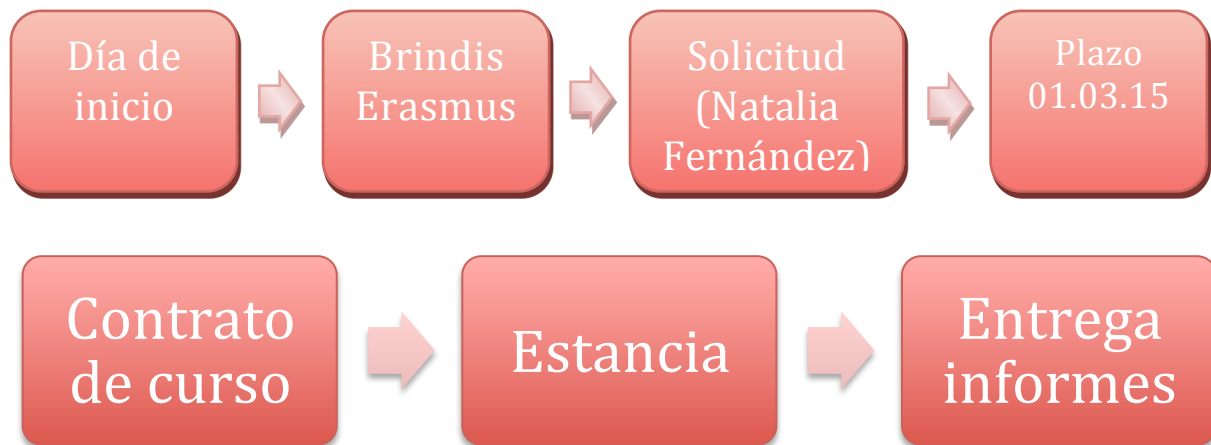 Día de
inicio
Brindis
Erasmus
Solicitud
(Natalia
Fernández)
Plazo
01.03.15
Contrato
de curso
Estancia
Entrega
informes